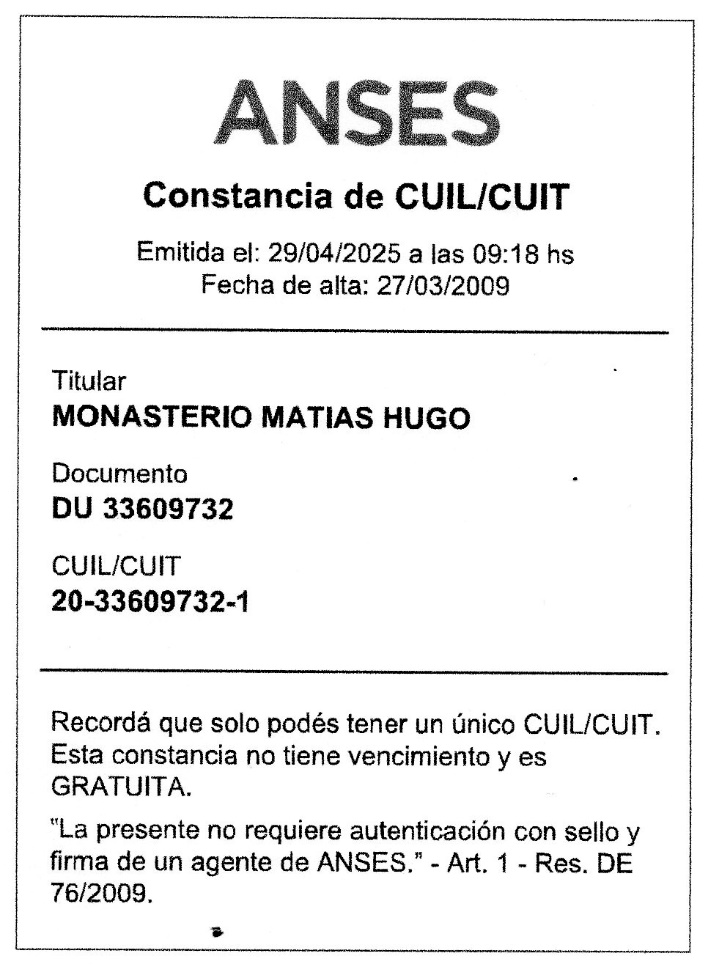 ANSES
Constancia de CUIL/CUIT
Emitida el: 29/04/2025 a las 09:18 hs
Fecha de alta: 27/03/2009
Titular
MONASTERIO MATIAS HUGO
Documento
DU 33609732
CUIL/CUIT
20-33609732-1
Recordá que solo podés tener un único CUIL/CUIT.
Esta constancia no tiene vencimiento y es
GRATUITA.
"La presente no requiere autenticación con sello y
firma de un agente de ANSES." - Art. 1 - Res. DE
76/2009.